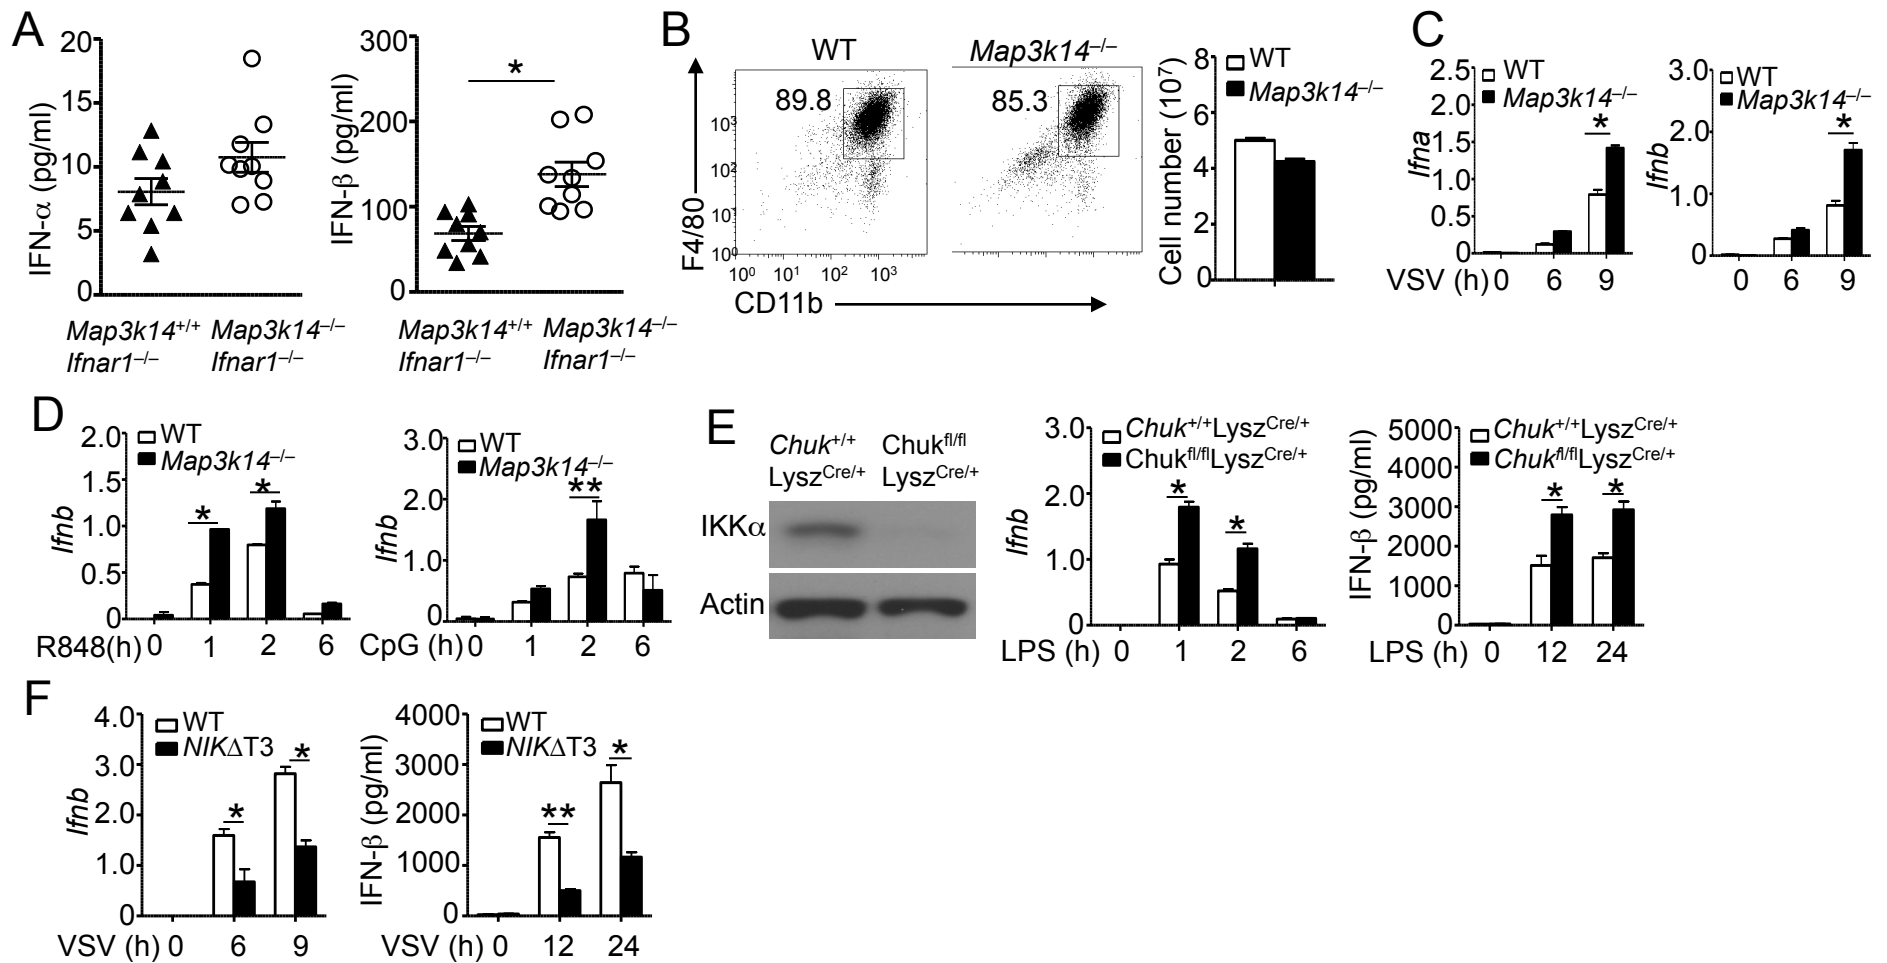 A
IFN-α (pg/ml)
20
15
10
5
0
Map3k14+/+
Ifnar1–/–
Map3k14–/–
Ifnar1–/–
IFN-β (pg/ml)
300
200
100
0
*
Map3k14+/+
Ifnar1–/–
Map3k14–/–
Ifnar1–/–
B
WT
Map3k14–/–
89.8
85.3
F4/80
10³
10²
10¹
10⁰
10⁰ 10¹ 10² 10³
CD11b
Cell number (10⁷)
8
6
4
2
0
WT
Map3k14–/–
C
Ifna
2.5
2.0
1.5
1.0
0.5
0
WT
Map3k14–/–
*
VSV (h) 0 6 9
Ifnb
3.0
2.0
1.0
0
WT
Map3k14–/–
*
0 6 9
D
Ifnb
2.0
1.5
1.0
0.5
0
WT
Map3k14–/–
* *
R848(h) 0 1 2 6
Ifnb
3.0
2.0
1.0
0
WT
Map3k14–/–
**
CpG (h) 0 1 2 6
E
Chuk+/+
LyszCre/+
Chukfl/fl
LyszCre/+
IKKα
Actin
Ifnb
3.0
2.0
1.0
0
Chuk+/+LyszCre/+
Chukfl/flLyszCre/+
* *
LPS (h) 0 1 2 6
IFN-β (pg/ml)
5000
4000
3000
2000
1000
0
Chuk+/+LyszCre/+
Chukfl/flLyszCre/+
* *
LPS (h) 0 12 24
F
Ifnb
4.0
3.0
2.0
1.0
0
WT
NIKΔT3
* *
VSV (h) 0 6 9
IFN-β (pg/ml)
4000
3000
2000
1000
0
WT
NIKΔT3
** *
VSV (h) 0 12 24